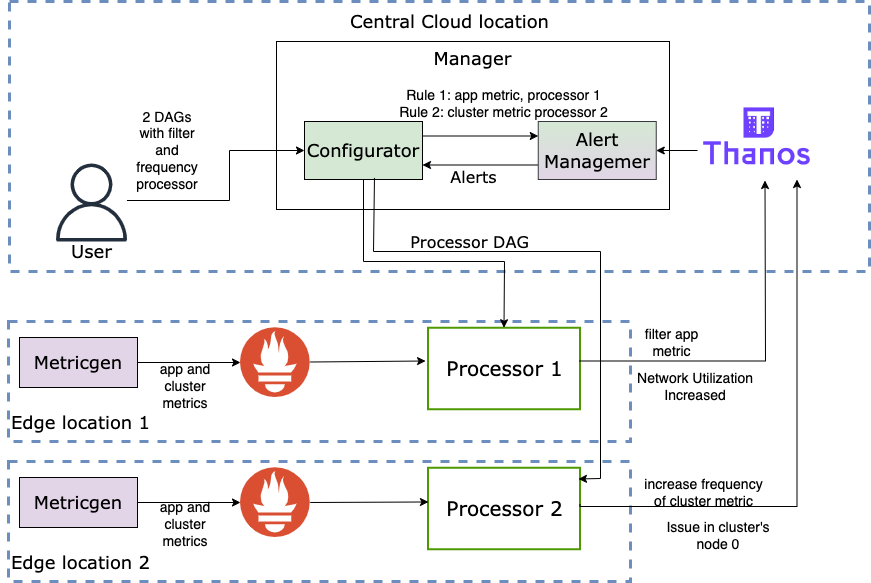 Central Cloud location
Manager
Rule 1: app metric, processor 1
Rule 2: cluster metric processor 2
2 DAGs
with filter
and
frequency
processor
Configurator
Alert
Managemer
Alerts
Thanos
User
Processor DAG
Metricgen
app and
cluster
metrics
Processor 1
filter app
metric
Network Utilization
Increased
Edge location 1
Metricgen
app and
cluster
metrics
Processor 2
increase frequency
of cluster metric
Issue in cluster's
node 0
Edge location 2